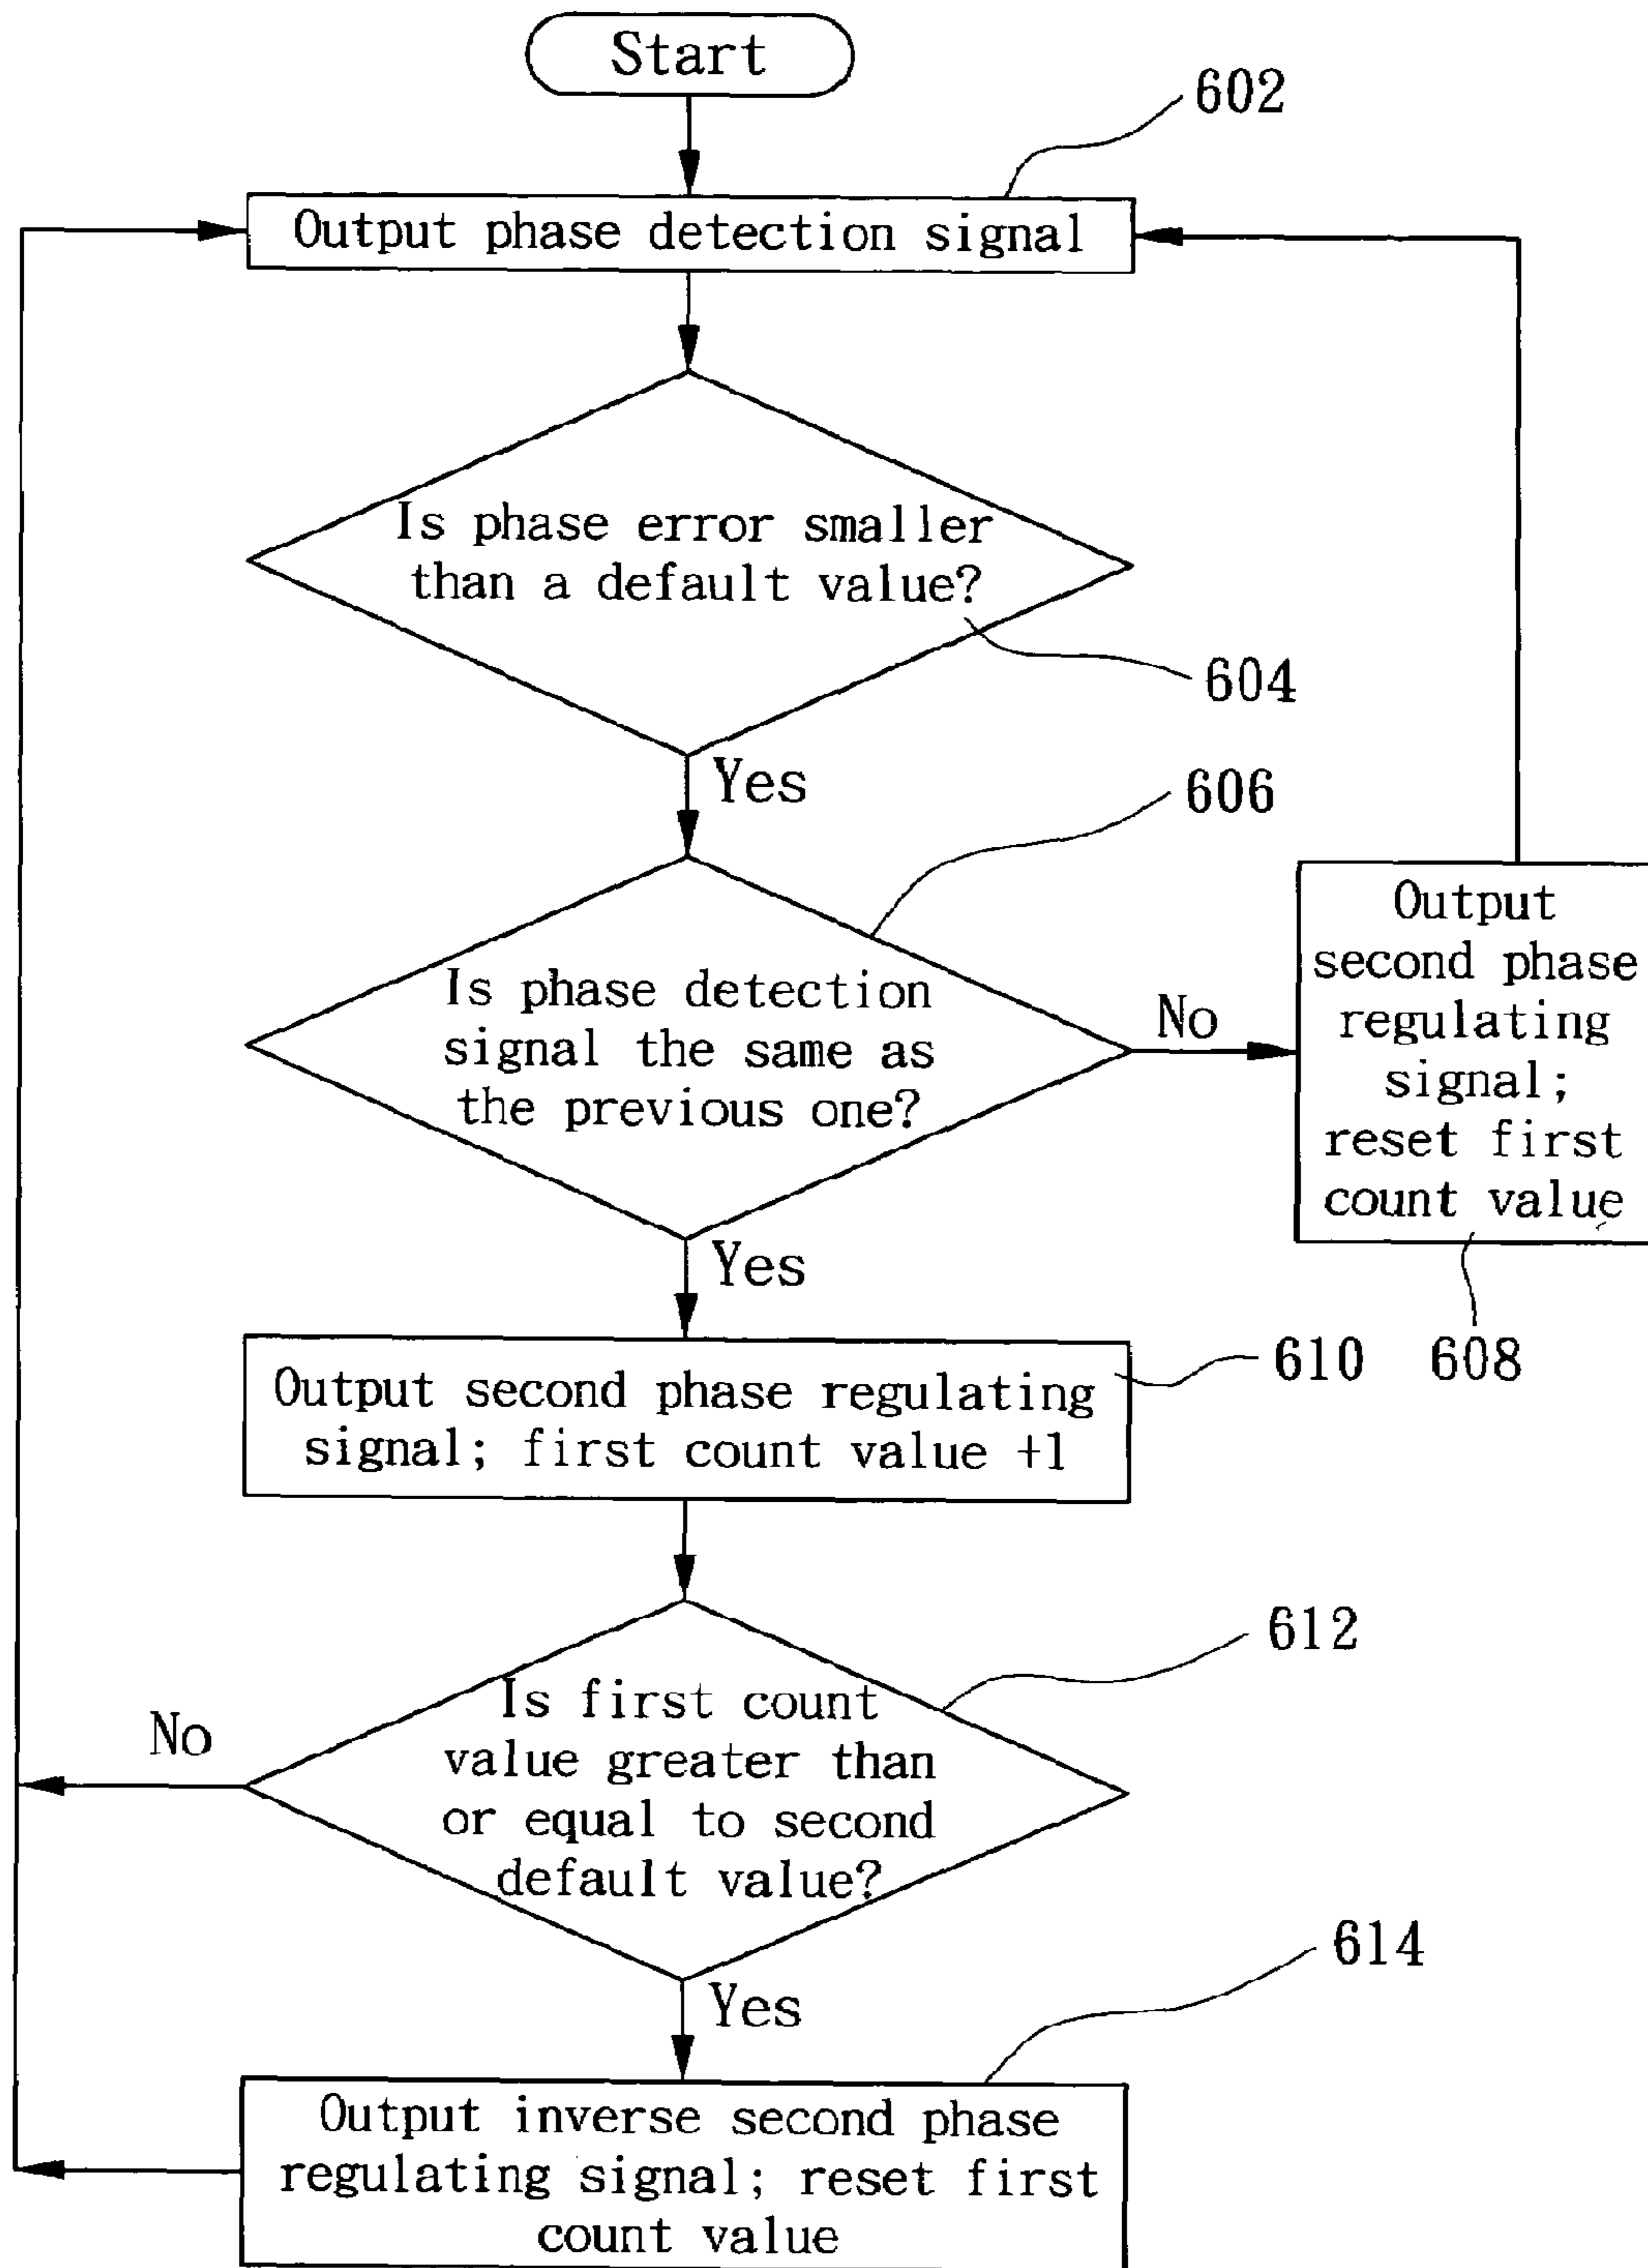 Start
602
Output phase detection signal
Is phase error smaller
than a default value?
604
Yes
606
Is phase detection
signal the same as
the previous one?
No
Output
second phase
regulating
signal;
reset first
count value
608
Yes
610
Output second phase regulating
signal; first count value +1
612
Is first count
value greater than
or equal to second
default value?
No
Yes
614
Output inverse second phase
regulating signal; reset first
count value